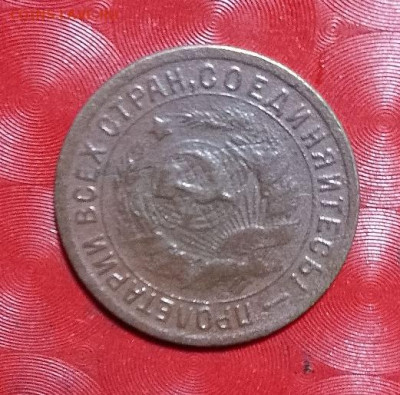 ПРОЛЕТАРИИ ВСЕХ СТРАН, СОЕДИНЯЙТЕСЬ! —